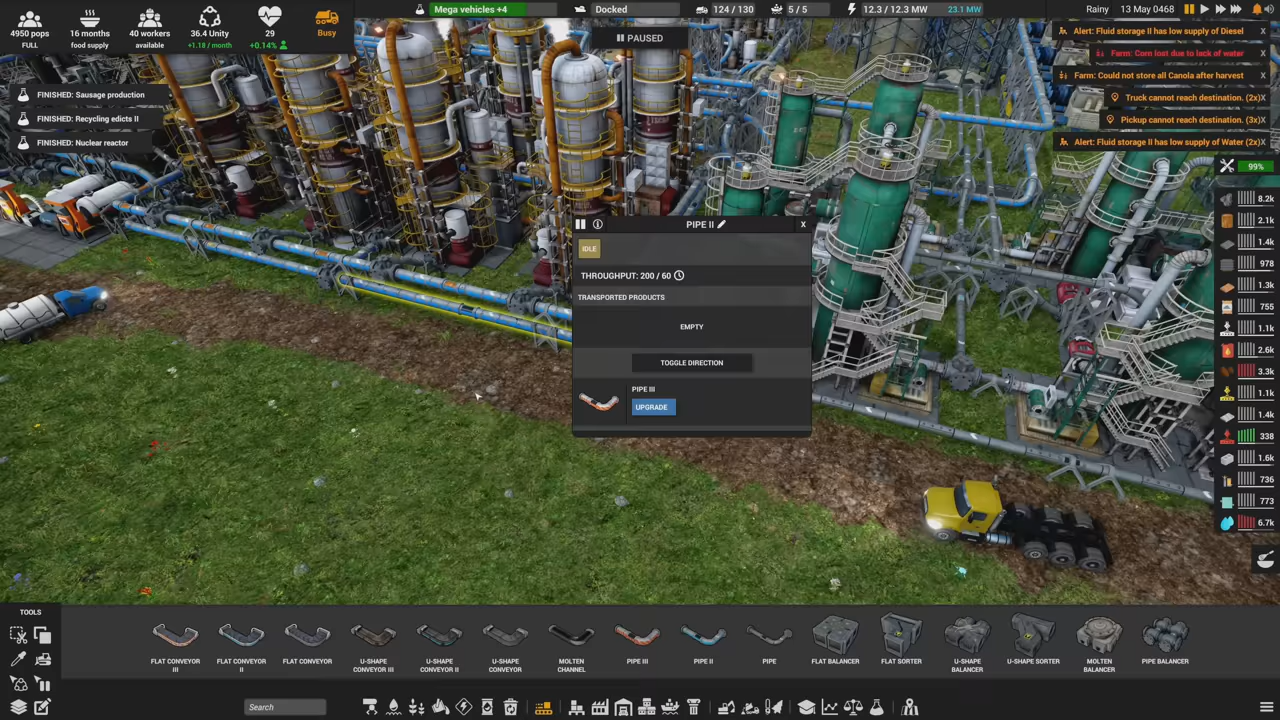 4950 pops
FULL
16 months
food supply
40 workers
available
36.4 Unity
+1.18 / month
29
+0.14%
Busy
Mega vehicles +4
Docked
124 / 130
5 / 5
12.3 / 12.3 MW
23.1 MW
Rainy
13 May 0468
PAUSED
Alert: Fluid storage II has low supply of Diesel X
Farm: Corn lost due to lack of water X
Farm: Could not store all Canola after harvest X
Truck cannot reach destination. (2x) X
Pickup cannot reach destination. (3x) X
Alert: Fluid storage II has low supply of Water (2x) X
FINISHED: Sausage production
FINISHED: Recycling edicts II
FINISHED: Nuclear reactor
99%
8.2k
2.1k
1.4k
978
1.3k
755
1.1k
2.6k
3.3k
1.1k
1.4k
338
1.6k
736
773
6.7k
PIPE II
X
IDLE
THROUGHPUT: 200 / 60
TRANSPORTED PRODUCTS
EMPTY
TOGGLE DIRECTION
PIPE III
UPGRADE
TOOLS
FLAT CONVEYOR III
FLAT CONVEYOR II
FLAT CONVEYOR
U-SHAPE CONVEYOR III
U-SHAPE CONVEYOR II
U-SHAPE CONVEYOR
MOLTEN CHANNEL
PIPE III
PIPE II
PIPE
FLAT BALANCER
FLAT SORTER
U-SHAPE BALANCER
U-SHAPE SORTER
MOLTEN BALANCER
PIPE BALANCER
Search